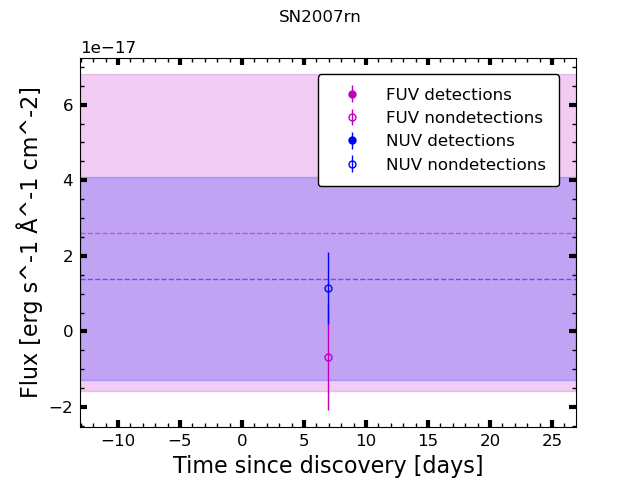 SN2007rn
1e−17
FUV detections
FUV nondetections
NUV detections
NUV nondetections
6
4
2
0
−2
Flux [erg s^-1 Å^-1 cm^-2]
−10 −5 0 5 10 15 20 25
Time since discovery [days]